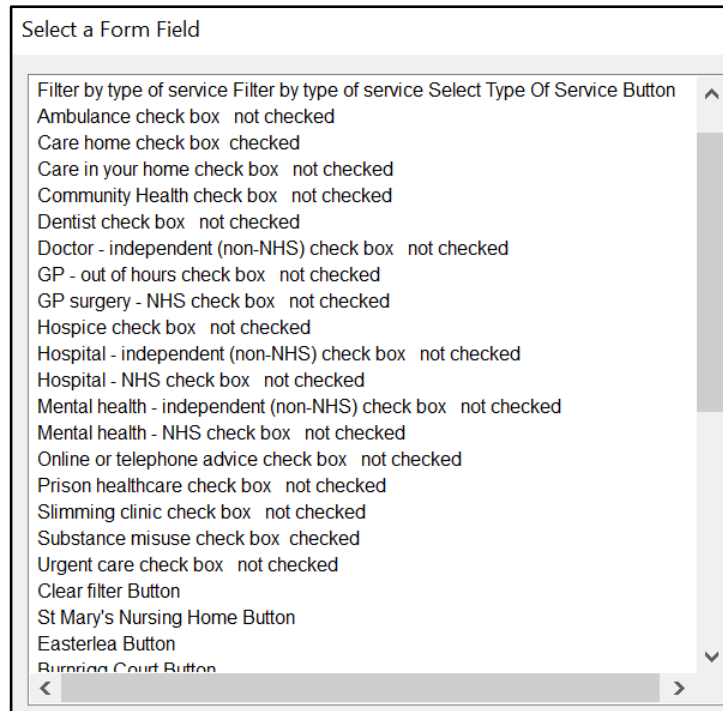 Select a Form Field
Filter by type of service Filter by type of service Select Type Of Service Button
Ambulance check box not checked
Care home check box checked
Care in your home check box not checked
Community Health check box not checked
Dentist check box not checked
Doctor - independent (non-NHS) check box not checked
GP - out of hours check box not checked
GP surgery - NHS check box not checked
Hospice check box not checked
Hospital - independent (non-NHS) check box not checked
Hospital - NHS check box not checked
Mental health - independent (non-NHS) check box not checked
Mental health - NHS check box not checked
Online or telephone advice check box not checked
Prison healthcare check box not checked
Slimming clinic check box not checked
Substance misuse check box checked
Urgent care check box not checked
Clear filter Button
St Mary's Nursing Home Button
Easterlea Button
Burnrigg Court Button